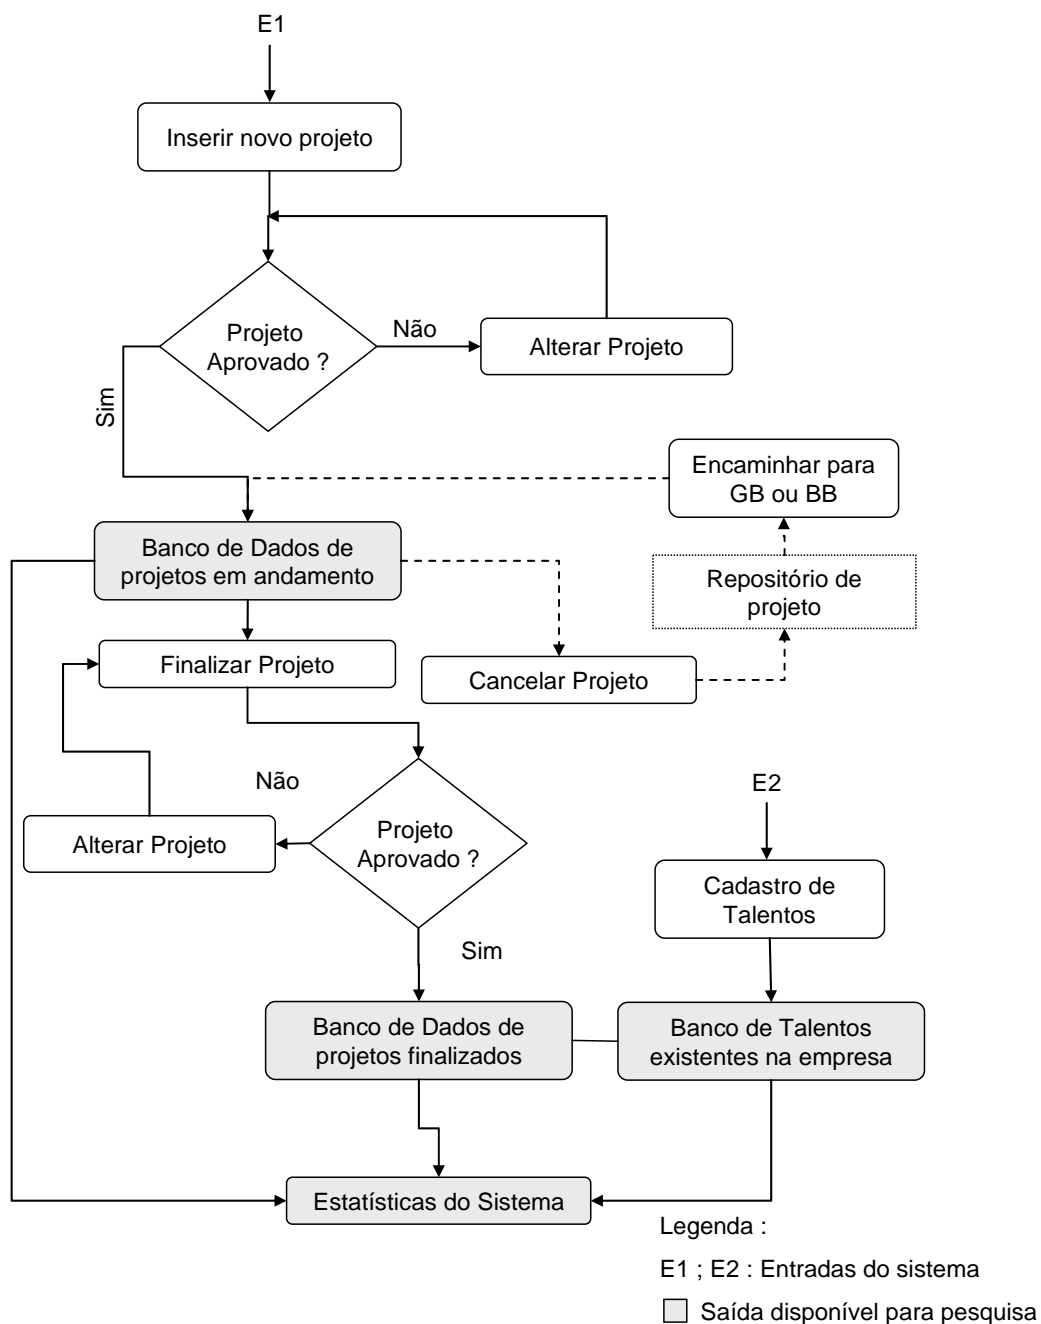 E1
Inserir novo projeto
Projeto
Aprovado ?
Não
Alterar Projeto
Sim
Encaminhar para
GB ou BB
Banco de Dados de
projetos em andamento
Repositório de
projeto
Finalizar Projeto
Cancelar Projeto
Não
E2
Alterar Projeto
Projeto
Aprovado ?
Cadastro de
Talentos
Sim
Banco de Dados de
projetos finalizados
Banco de Talentos
existentes na empresa
Estatísticas do Sistema
Legenda :
E1 ; E2 : Entradas do sistema
Saída disponível para pesquisa